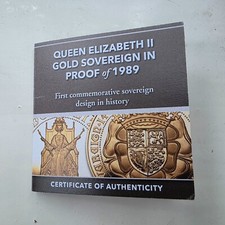 QUEEN ELIZABETH II
GOLD SOVEREIGN IN
PROOF of 1989
First commemorative sovereign
design in history
CERTIFICATE OF AUTHENTICITY